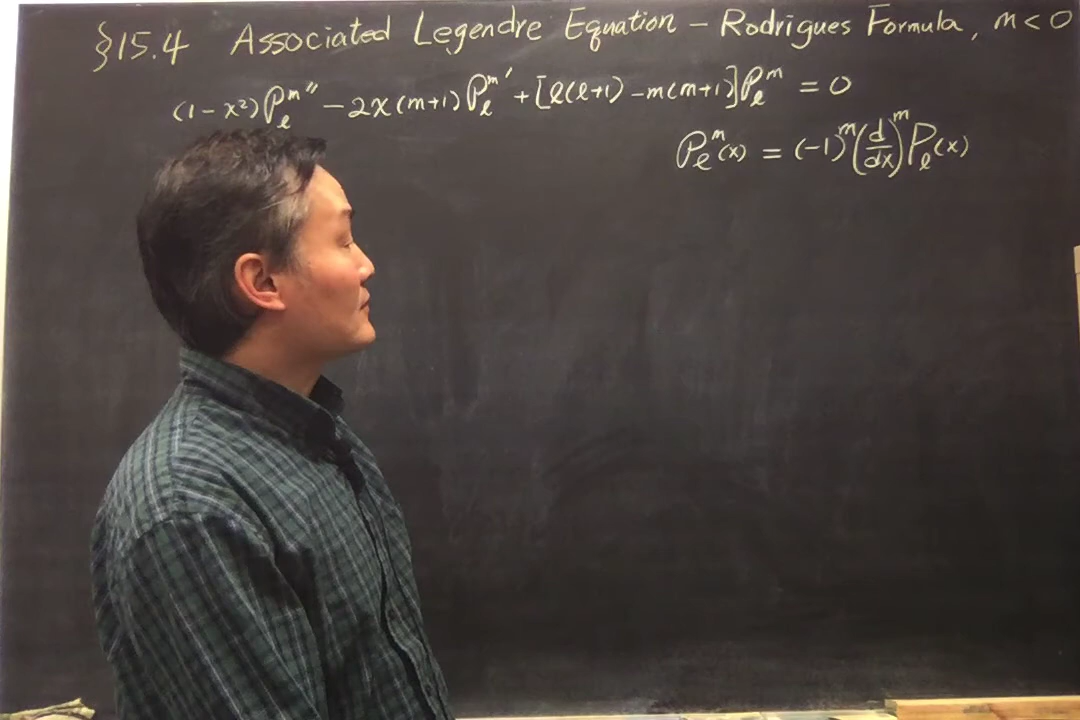 §15.4 Associated Legendre Equation – Rodrigues Formula, m < 0
(1 - x²)𝒫ₗᵐ'' - 2x(m+1)𝒫ₗᵐ' + [ℓ(ℓ+1) - m(m+1)]𝒫ₗᵐ = 0
𝒫ₗᵐ(x) = (-1)ᵐ(d/dx)ᵐPₗ(x)